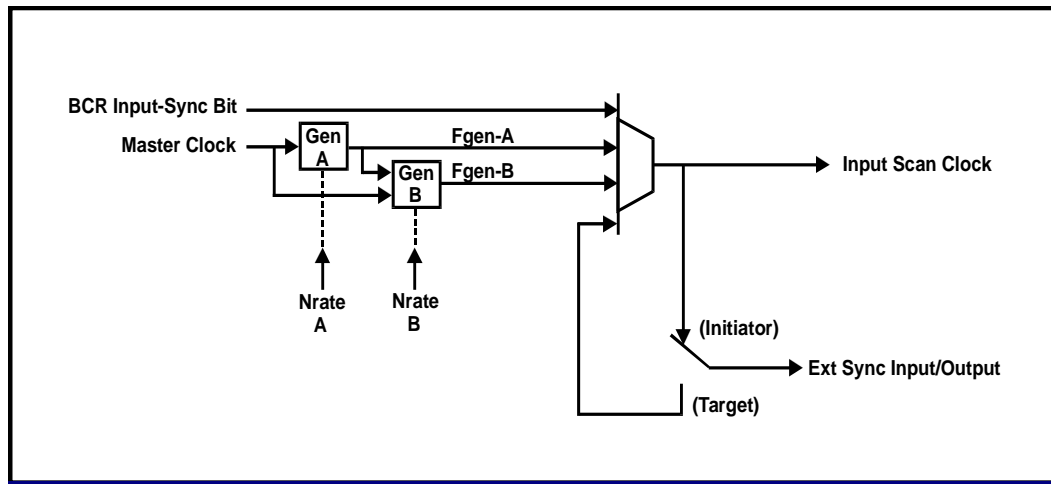 BCR Input-Sync Bit
Master Clock
Gen
A
Fgen-A
Gen
B
Fgen-B
Input Scan Clock
Nrate
A
Nrate
B
(Initiator)
Ext Sync Input/Output
(Target)